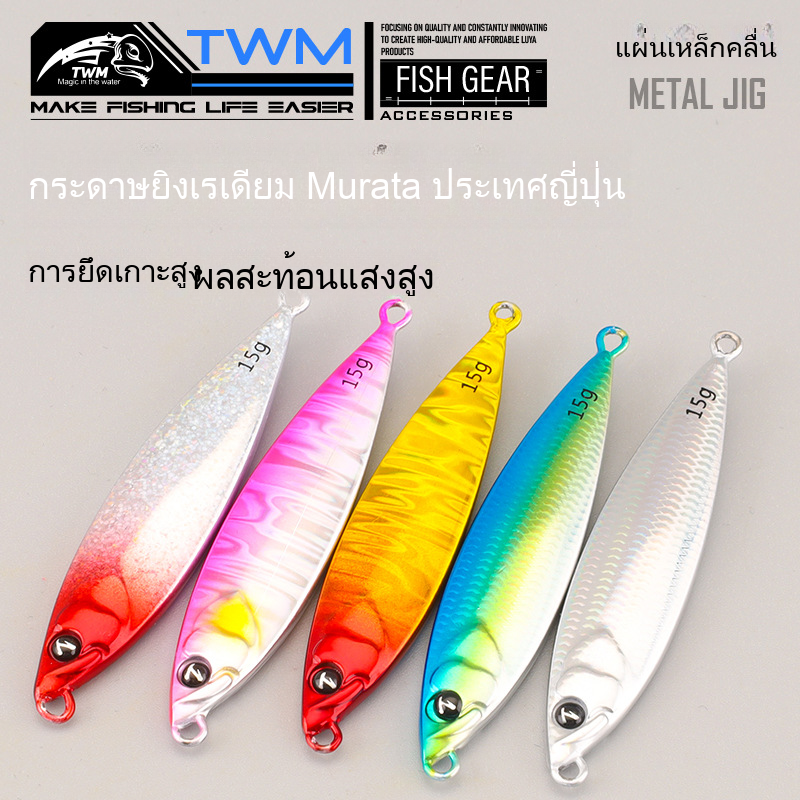 TWM
Magic in the water
TWM
MAKE FISHING LIFE EASIER
FOCUSING ON QUALITY AND CONSTANTLY INNOVATING
TO CREATE HIGH-QUALITY AND AFFORDABLE LUYA
PRODUCTS
FISH GEAR
ACCESSORIES
แผ่นเหล็กคลื่น
METAL JIG
กระดาษยิงเรเดียม Murata ประเทศญี่ปุ่น
การยึดเกาะสูง
ผลสะท้อนแสงสูง
15g
15g
15g
15g
15g